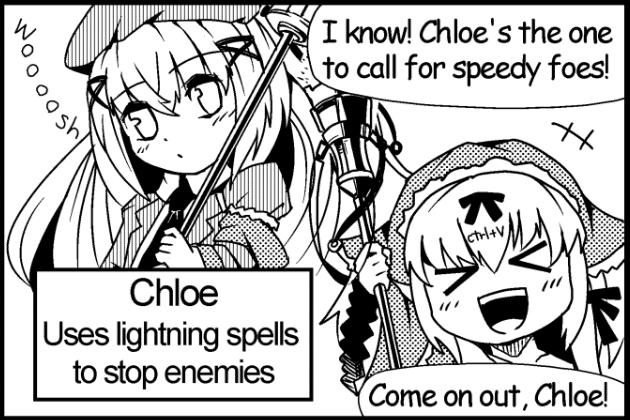 Woooosh
I know! Chloe's the one
to call for speedy foes!
ctrl+V
Chloe
Uses lightning spells
to stop enemies
Come on out, Chloe!